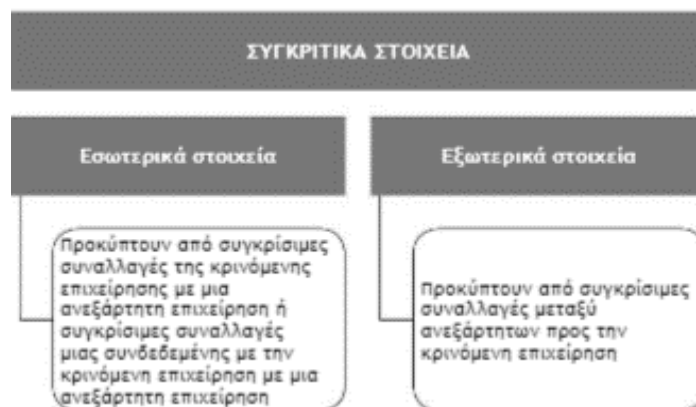 ΣΥΓΚΡΙΤΙΚΑ ΣΤΟΙΧΕΙΑ
Εσωτερικά στοιχεία
Προκύπτουν από συγκρίσιμες
συναλλαγές της κρινόμενης
επιχείρησης με μια
ανεξάρτητη επιχείρηση ή
συγκρίσιμες συναλλαγές
μιας συνδεδεμένης με την
κρινόμενη επιχείρηση με μια
ανεξάρτητη επιχείρηση
Εξωτερικά στοιχεία
Προκύπτουν από συγκρίσιμες
συναλλαγές μεταξύ
ανεξάρτητων προς την
κρινόμενη επιχείρηση